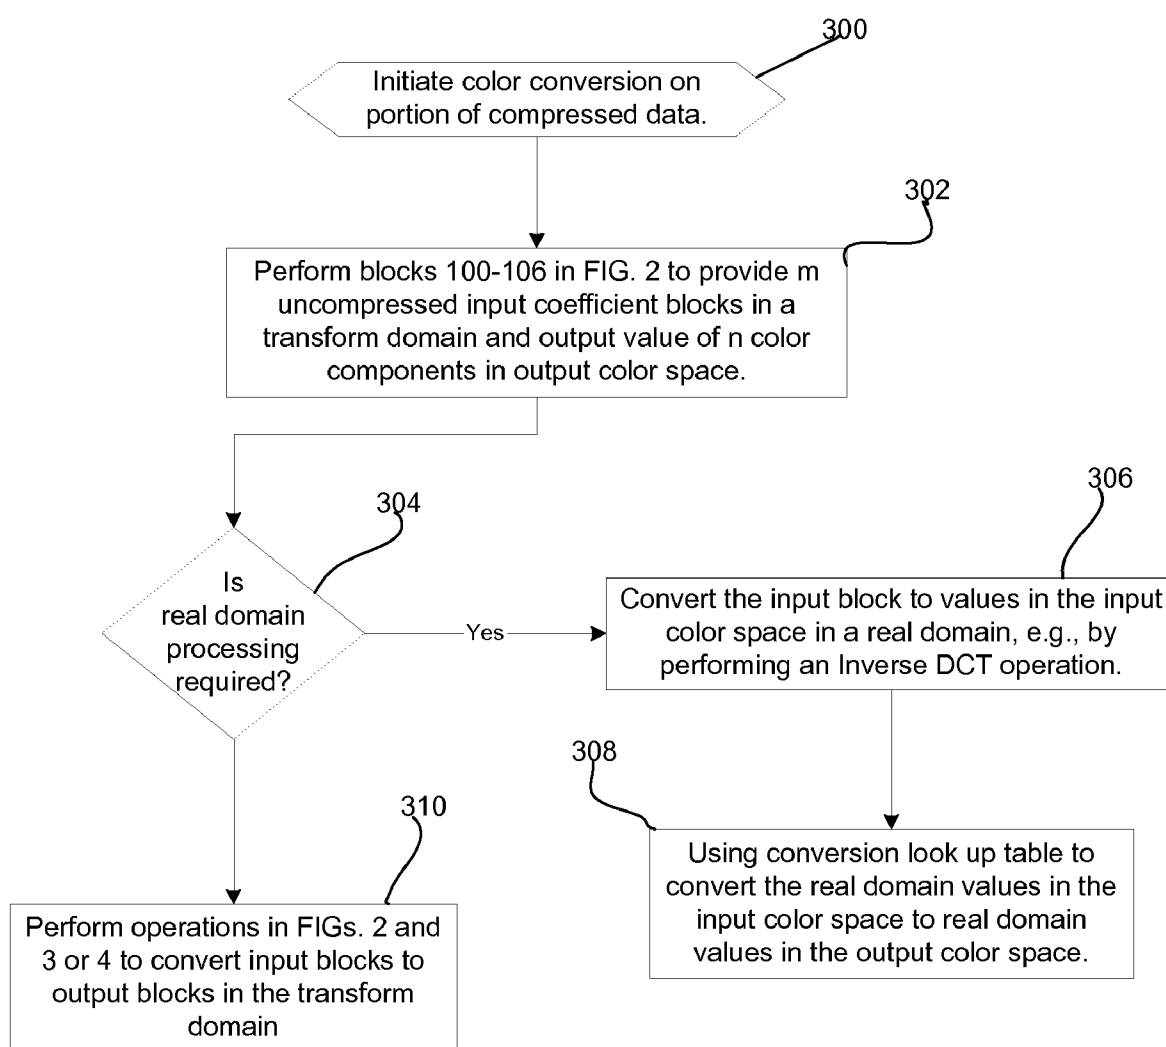 300
Initiate color conversion on
portion of compressed data.
302
Perform blocks 100-106 in FIG. 2 to provide m
uncompressed input coefficient blocks in a
transform domain and output value of n color
components in output color space.
304
Is
real domain
processing
required?
Yes
306
Convert the input block to values in the input
color space in a real domain, e.g., by
performing an Inverse DCT operation.
308
Using conversion look up table to
convert the real domain values in the
input color space to real domain
values in the output color space.
310
Perform operations in FIGs. 2 and
3 or 4 to convert input blocks to
output blocks in the transform
domain